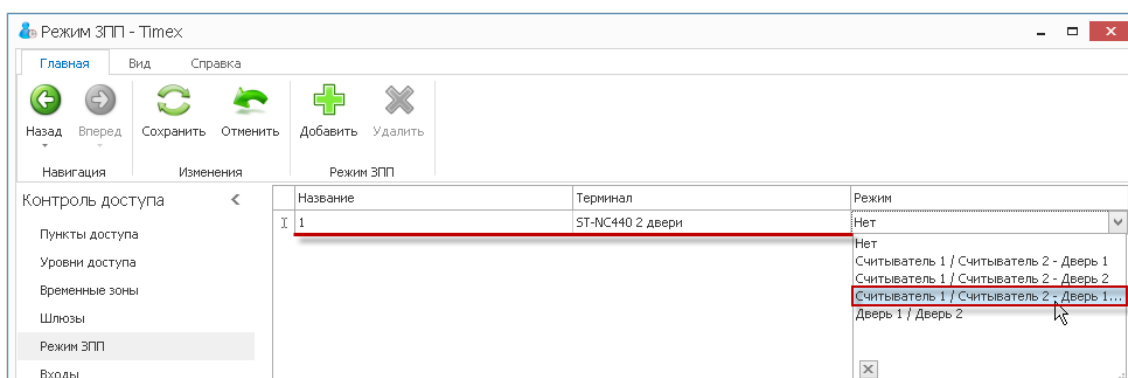 Режим ЗПП - Timex
Главная Вид Справка
Назад Вперед Сохранить Отменить Добавить Удалить
Навигация Изменения Режим ЗПП
Контроль доступа
Название Терминал Режим
1 ST-NC440 2 двери Нет
Пункты доступа
Уровни доступа
Временные зоны
Шлюзы
Режим ЗПП
Входы
Нет
Считыватель 1 / Считыватель 2 - Дверь 1
Считыватель 1 / Считыватель 2 - Дверь 2
Считыватель 1 / Считыватель 2 - Дверь 1...
Дверь 1 / Дверь 2